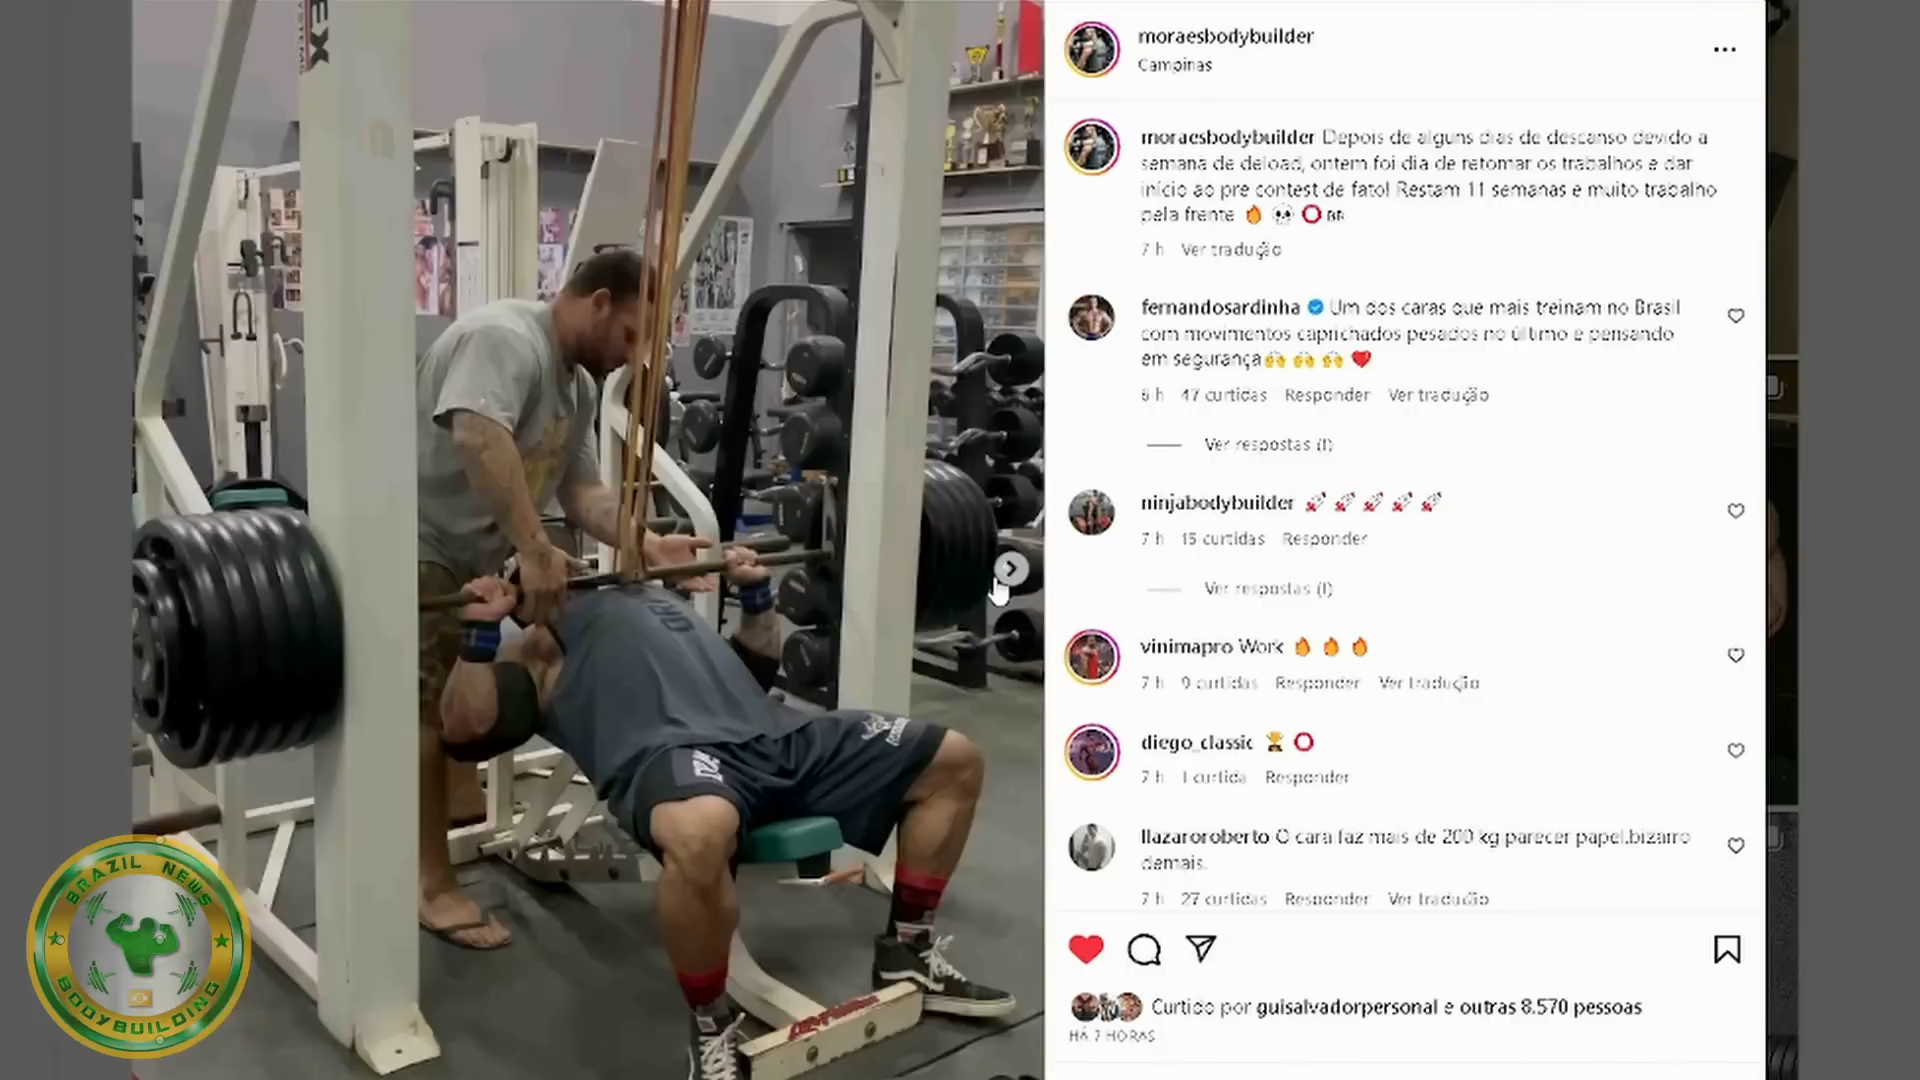 moraesbodybuilder
Campinas
moraesbodybuilder Depois de alguns dias de descanso devido a
semana de deload, ontem foi dia de retomar os trabalhos e dar
início ao pre contest de fato! Restam 11 semanas e muito trabalho
pela frente 🔥 💀 ⭕ BR
7 h Ver tradução
fernandosardinha Um dos caras que mais treinam no Brasil
com movimentos caprichados pesados no último e pensando
em segurança🙌 🙌 🙌 ❤️
6 h 47 curtidas Responder Ver tradução
Ver respostas (1)
ninjabodybuilder 🚀 🚀 🚀 🚀 🚀
7 h 15 curtidas Responder
Ver respostas (1)
vinimapro Work 🔥 🔥 🔥
7 h 9 curtidas Responder Ver tradução
diego_classic 🏆 ⭕
7 h 1 curtida Responder
llazaroroberto O cara faz mais de 200 kg parecer papel.bizarro
demais.
7 h 27 curtidas Responder Ver tradução
Curtido por guisalvadorpersonal e outras 8.570 pessoas
HÁ 7 HORAS
BRAZIL NEWS
BODYBUILDING